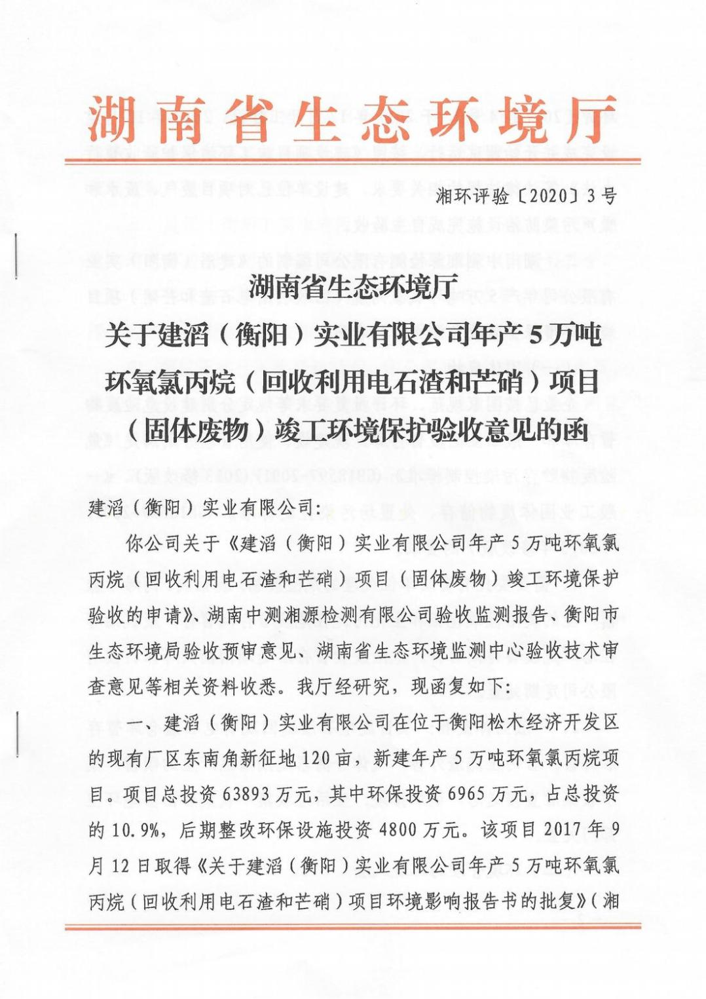 湖南省生态环境厅
湘环评验〔2020〕3号
湖南省生态环境厅
关于建滔（衡阳）实业有限公司年产5万吨
环氧氯丙烷（回收利用电石渣和芒硝）项目
（固体废物）竣工环境保护验收意见的函
建滔（衡阳）实业有限公司:
你公司关于《建滔（衡阳）实业有限公司年产5万吨环氧氯
丙烷（回收利用电石渣和芒硝）项目（固体废物）竣工环境保护
验收的申请》、湖南中测湘源检测有限公司验收监测报告、衡阳市
生态环境局验收预审意见、湖南省生态环境监测中心验收技术审
查意见等相关资料收悉。我厅经研究，现函复如下:
一、建滔（衡阳）实业有限公司在位于衡阳松木经济开发区
的现有厂区东南角新征地120亩，新建年产5万吨环氧氯丙烷项
目。项目总投资63893万元，其中环保投资6965万元，占总投资
的10.9%，后期整改环保设施投资4800万元。该项目2017年9
月12日取得《关于建滔（衡阳）实业有限公司年产5万吨环氧氯
丙烷（回收利用电石渣和芒硝）项目环境影响报告书的批复》（湘